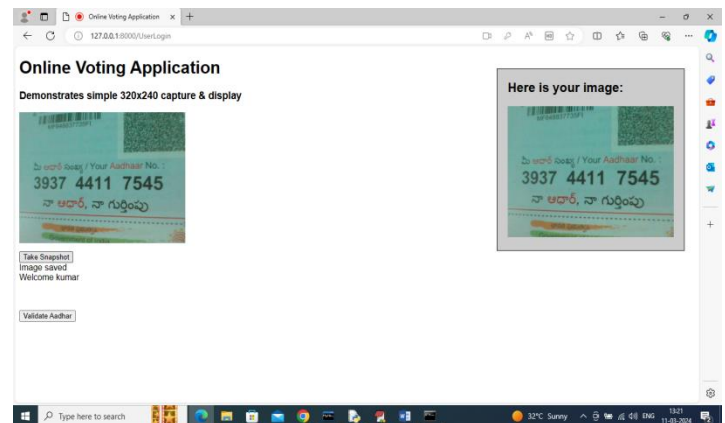 Online Voting Application
127.0.0.1:8000/UserLogin
Online Voting Application
Demonstrates simple 320x240 capture & display
మీ ఆధార్ సంఖ్య / Your Aadhaar No. :
3937 4411 7545
నా ఆధార్, నా గుర్తింపు
Take Snapshot
Image saved
Welcome kumar
Validate Aadhar
Here is your image:
మీ ఆధార్ సంఖ్య / Your Aadhaar No. :
3937 4411 7545
నా ఆధార్, నా గుర్తింపు
Type here to search
32°C Sunny
ENG
13:21
11-03-2024